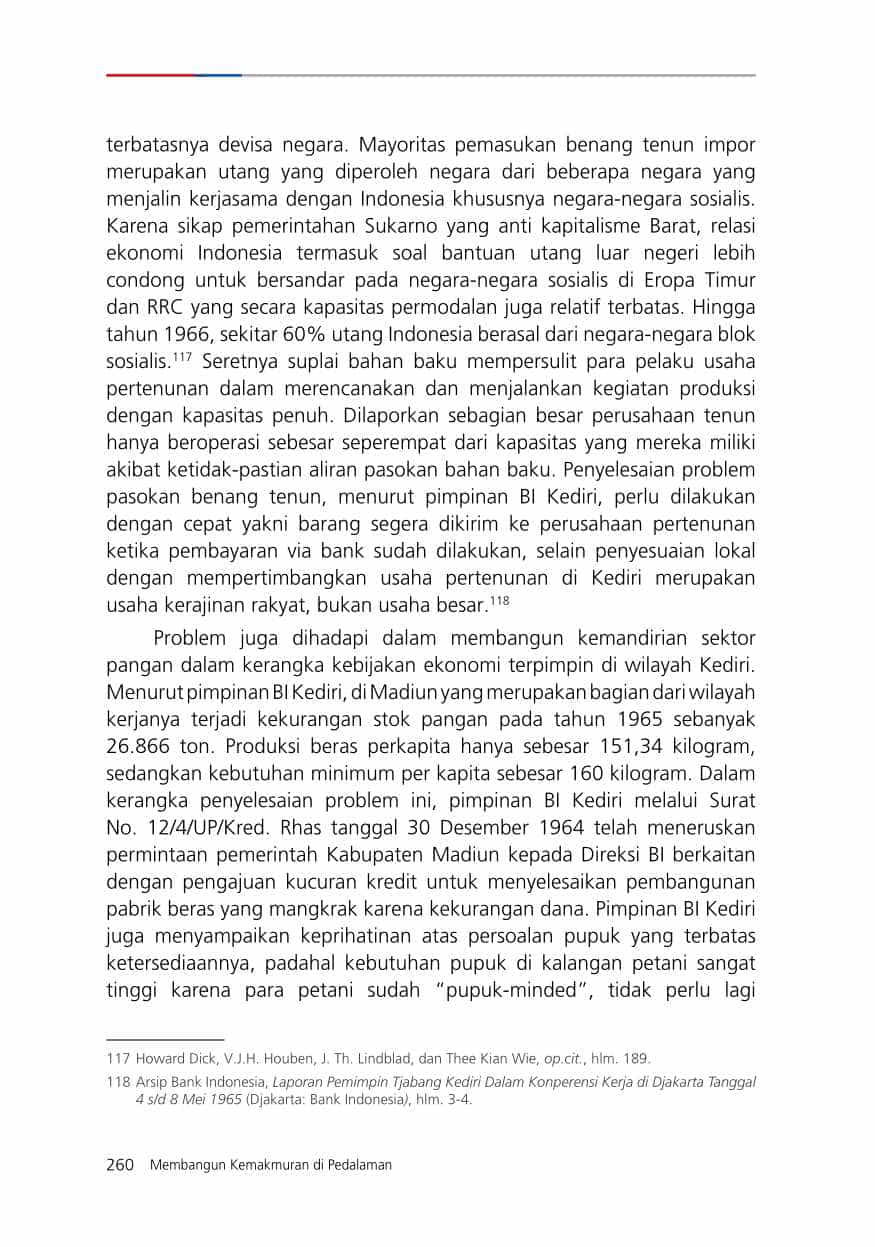 terbatasnya devisa negara. Mayoritas pemasukan benang tenun impor
merupakan utang yang diperoleh negara dari beberapa negara yang
menjalin kerjasama dengan Indonesia khususnya negara-negara sosialis.
Karena sikap pemerintahan Sukarno yang anti kapitalisme Barat, relasi
ekonomi Indonesia termasuk soal bantuan utang luar negeri lebih
condong untuk bersandar pada negara-negara sosialis di Eropa Timur
dan RRC yang secara kapasitas permodalan juga relatif terbatas. Hingga
tahun 1966, sekitar 60% utang Indonesia berasal dari negara-negara blok
sosialis.117 Seretnya suplai bahan baku mempersulit para pelaku usaha
pertenunan dalam merencanakan dan menjalankan kegiatan produksi
dengan kapasitas penuh. Dilaporkan sebagian besar perusahaan tenun
hanya beroperasi sebesar seperempat dari kapasitas yang mereka miliki
akibat ketidak-pastian aliran pasokan bahan baku. Penyelesaian problem
pasokan benang tenun, menurut pimpinan BI Kediri, perlu dilakukan
dengan cepat yakni barang segera dikirim ke perusahaan pertenunan
ketika pembayaran via bank sudah dilakukan, selain penyesuaian lokal
dengan mempertimbangkan usaha pertenunan di Kediri merupakan
usaha kerajinan rakyat, bukan usaha besar.118
Problem juga dihadapi dalam membangun kemandirian sektor
pangan dalam kerangka kebijakan ekonomi terpimpin di wilayah Kediri.
Menurut pimpinan BI Kediri, di Madiun yang merupakan bagian dari wilayah
kerjanya terjadi kekurangan stok pangan pada tahun 1965 sebanyak
26.866 ton. Produksi beras perkapita hanya sebesar 151,34 kilogram,
sedangkan kebutuhan minimum per kapita sebesar 160 kilogram. Dalam
kerangka penyelesaian problem ini, pimpinan BI Kediri melalui Surat
No. 12/4/UP/Kred. Rhas tanggal 30 Desember 1964 telah meneruskan
permintaan pemerintah Kabupaten Madiun kepada Direksi BI berkaitan
dengan pengajuan kucuran kredit untuk menyelesaikan pembangunan
pabrik beras yang mangkrak karena kekurangan dana. Pimpinan BI Kediri
juga menyampaikan keprihatinan atas persoalan pupuk yang terbatas
ketersediaannya, padahal kebutuhan pupuk di kalangan petani sangat
tinggi karena para petani sudah “pupuk-minded”, tidak perlu lagi
117 Howard Dick, V.J.H. Houben, J. Th. Lindblad, dan Thee Kian Wie, op.cit., hlm. 189.
118 Arsip Bank Indonesia, Laporan Pemimpin Tjabang Kediri Dalam Konperensi Kerja di Djakarta Tanggal
4 s/d 8 Mei 1965 (Djakarta: Bank Indonesia), hlm. 3-4.
260 Membangun Kemakmuran di Pedalaman